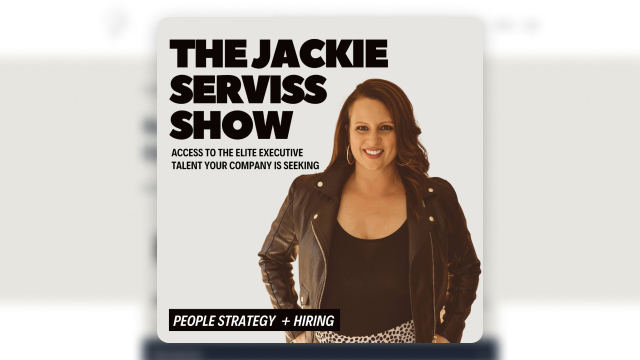 THE JACKIE
SERVISS
SHOW
ACCESS TO THE ELITE EXECUTIVE
TALENT YOUR COMPANY IS SEEKING
PEOPLE STRATEGY + HIRING